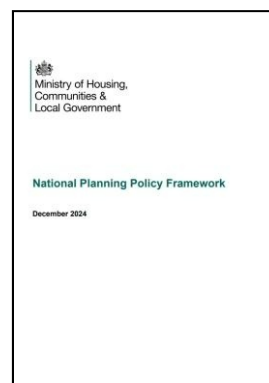 Ministry of Housing,
Communities &
Local Government
National Planning Policy Framework
December 2024